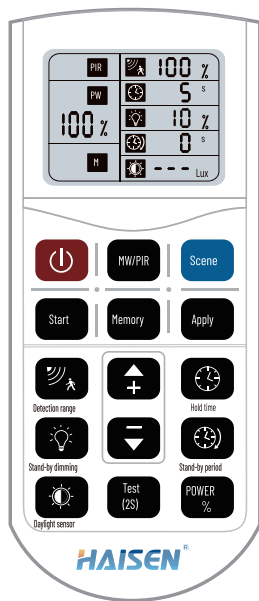 PIR
100 %
PW
5 s
100 %
10 %
0 s
M
--- Lux
MW/PIR
Scene
Start
Memory
Apply
Detection range
Hold time
Stand-by dimming
Stand-by period
Test
(2S)
POWER
%
Daylight sensor
HAISEN®